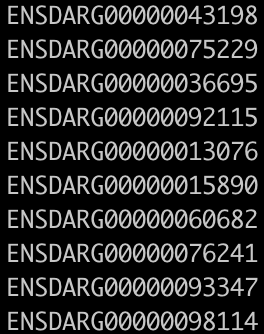 ENSDARG00000043198
ENSDARG00000075229
ENSDARG00000036695
ENSDARG00000092115
ENSDARG00000013076
ENSDARG00000015890
ENSDARG00000060682
ENSDARG00000076241
ENSDARG00000093347
ENSDARG00000098114